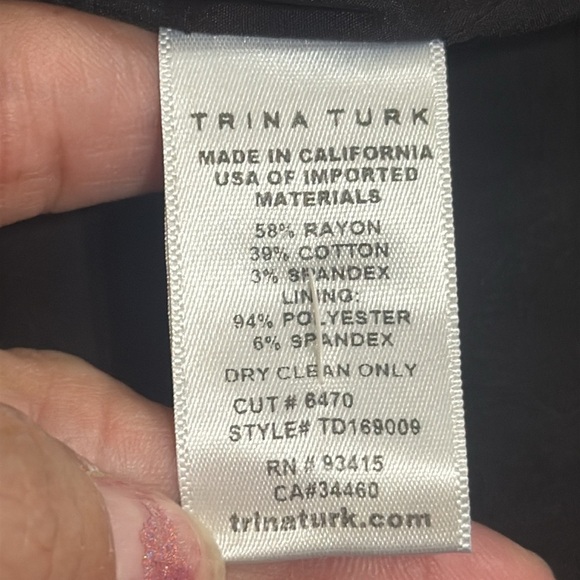 TRINA TURK
MADE IN CALIFORNIA
USA OF IMPORTED
MATERIALS
58% RAYON
39% COTTON
3% SPANDEX
LINING:
94% POLYESTER
6% SPANDEX
DRY CLEAN ONLY
CUT # 6470
STYLE# TD169009
RN # 93415
CA#34460
trinaturk.com